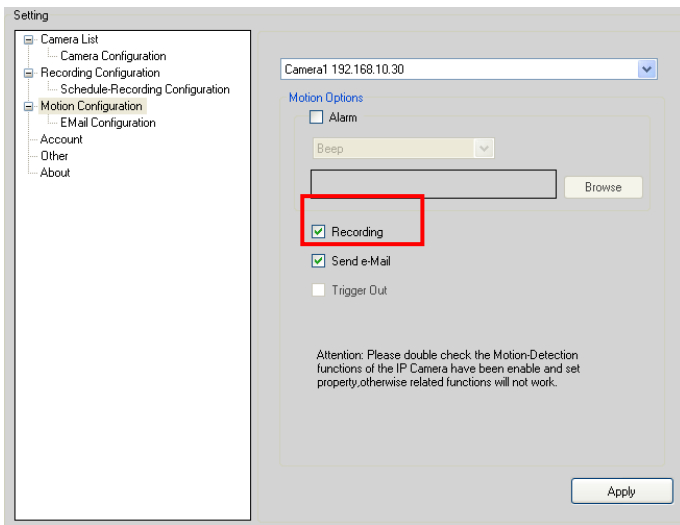 Setting
Camera List
Camera Configuration
Recording Configuration
Schedule-Recording Configuration
Motion Configuration
EMail Configuration
Account
Other
About
Camera1 192.168.10.30
Motion Options
Alarm
Beep
Browse
Recording
Send e-Mail
Trigger Out
Attention: Please double check the Motion-Detection
functions of the IP Camera have been enable and set
property,otherwise related functions will not work.
Apply